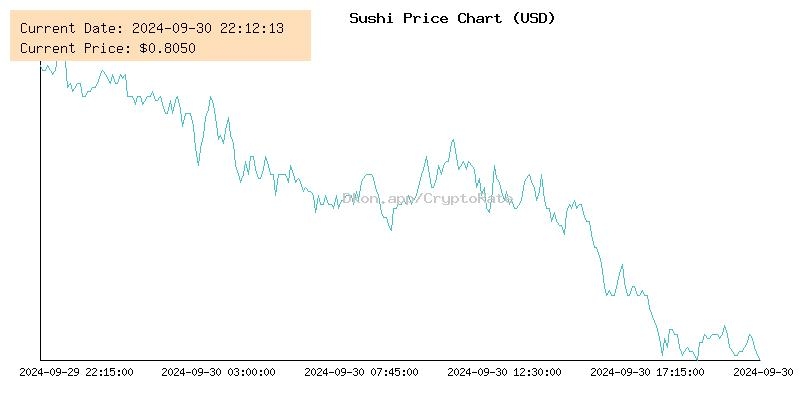 Sushi Price Chart (USD)
Current Date: 2024-09-30 22:12:13
Current Price: $0.8050
Dhon.app/CryptoRate
2024-09-29 22:15:00
2024-09-30 03:00:00
2024-09-30 07:45:00
2024-09-30 12:30:00
2024-09-30 17:15:00
2024-09-30